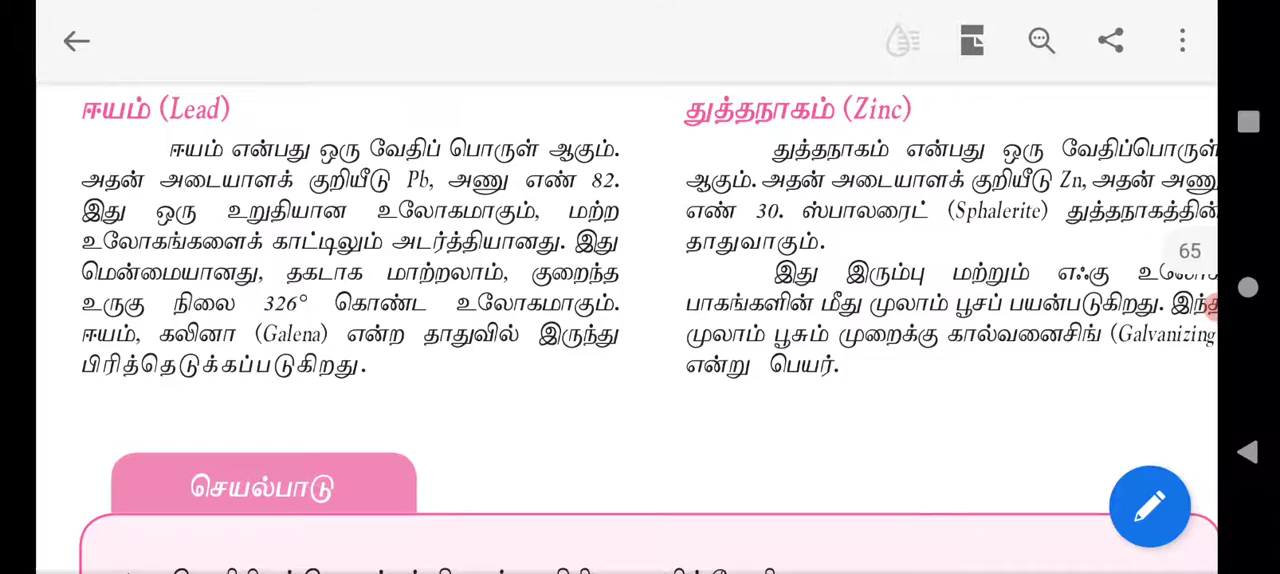 ஈயம் (Lead)
ஈயம் என்பது ஒரு வேதிப் பொருள் ஆகும்.
அதன் அடையாளக் குறியீடு Pb, அணு எண் 82.
இது ஒரு உறுதியான உலோகமாகும், மற்ற
உலோகங்களைக் காட்டிலும் அடர்த்தியானது. இது
மென்மையானது, தகடாக மாற்றலாம், குறைந்த
உருகு நிலை 326° கொண்ட உலோகமாகும்.
ஈயம், கலினா (Galena) என்ற தாதுவில் இருந்து
பிரித்தெடுக்கப்படுகிறது.
துத்தநாகம் (Zinc)
துத்தநாகம் என்பது ஒரு வேதிப்பொருள்
ஆகும். அதன் அடையாளக் குறியீடு Zn, அதன் அணு
எண் 30. ஸ்பாலரைட் (Sphalerite) துத்தநாகத்தின்
தாதுவாகும்.
65
இது இரும்பு மற்றும் எஃகு
பாகங்களின் மீது முலாம் பூசப் பயன்படுகிறது. இந்த
முலாம் பூசும் முறைக்கு கால்வனைசிங் (Galvanizing
என்று பெயர்.
செயல்பாடு